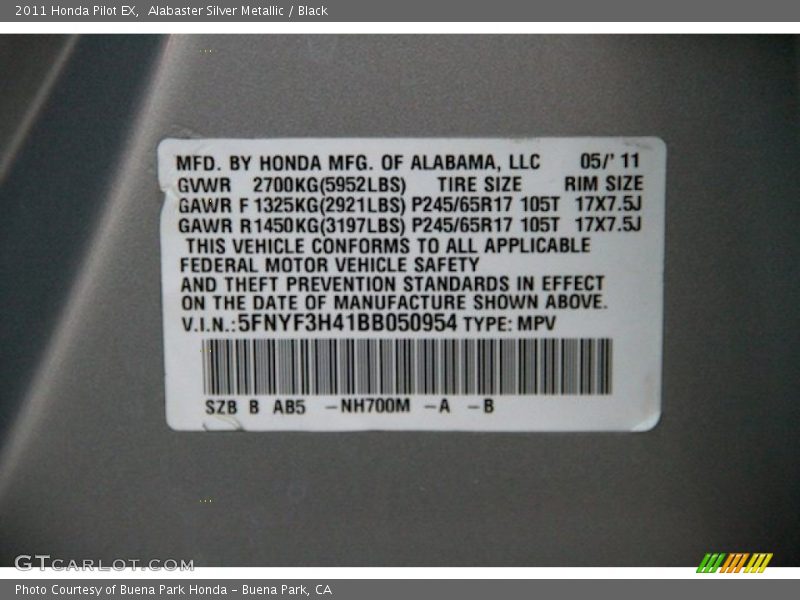 2011 Honda Pilot EX, Alabaster Silver Metallic / Black
MFD. BY HONDA MFG. OF ALABAMA, LLC 05/' 11
GVWR 2700KG(5952LBS) TIRE SIZE RIM SIZE
GAWR F 1325KG(2921LBS) P245/65R17 105T 17X7.5J
GAWR R1450KG(3197LBS) P245/65R17 105T 17X7.5J
THIS VEHICLE CONFORMS TO ALL APPLICABLE
FEDERAL MOTOR VEHICLE SAFETY
AND THEFT PREVENTION STANDARDS IN EFFECT
ON THE DATE OF MANUFACTURE SHOWN ABOVE.
V.I.N.:5FNYF3H41BB050954 TYPE: MPV
SZB B AB5 –NH700M –A –B
GTCARLOT.COM
Photo Courtesy of Buena Park Honda – Buena Park, CA